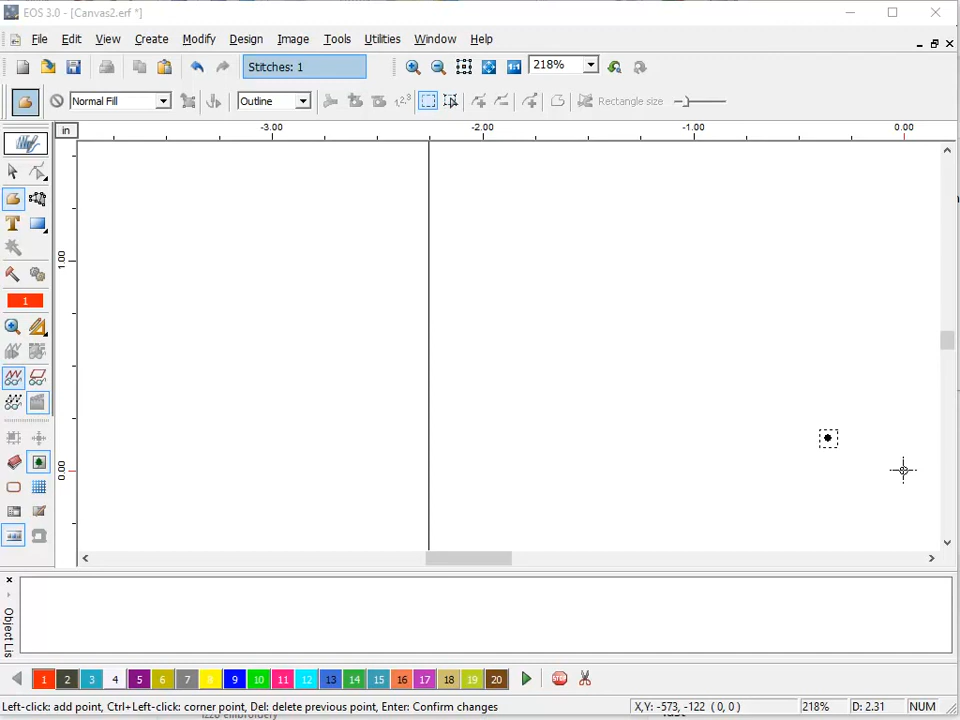 EOS 3.0 - [Canvas2.erf *]
File Edit View Create Modify Design Image Tools Utilities Window Help
Stitches: 1
218%
Normal Fill
Outline
1,2,3
Rectangle size
in
-3.00 -2.00 -1.00 0.00
1.00
0.00
1
Object Lis
1 2 3 4 5 6 7 8 9 10 11 12 13 14 15 16 17 18 19 20
Left-click: add point, Ctrl+Left-click: corner point, Del: delete previous point, Enter: Confirm changes
X,Y: -573, -122 ( 0, 0 )
218%
D: 2.31
NUM